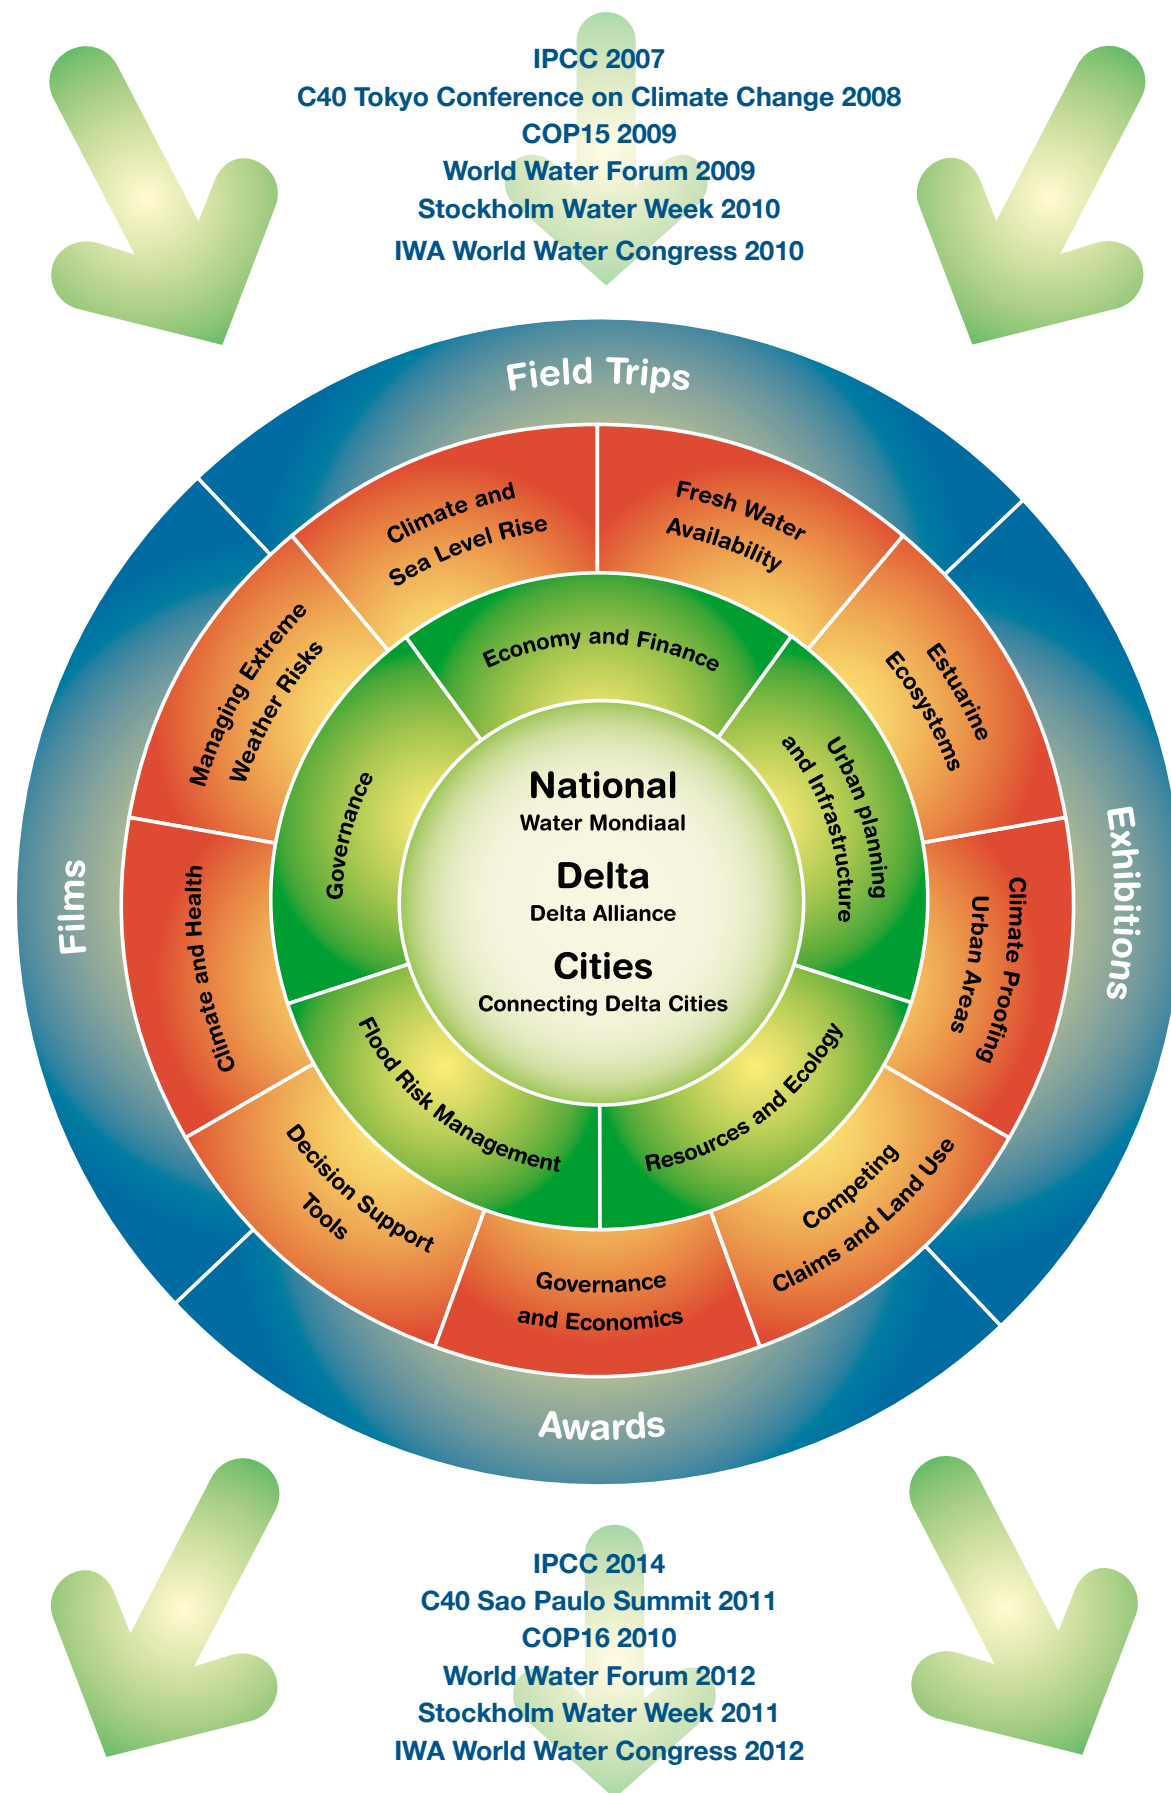 IPCC 2007
C40 Tokyo Conference on Climate Change 2008
COP15 2009
World Water Forum 2009
Stockholm Water Week 2010
IWA World Water Congress 2010
Field Trips
Exhibitions
Awards
Films
Climate and
Sea Level Rise
Fresh Water
Availability
Estuarine
Ecosystems
Climate Proofing
Urban Areas
Competing
Claims and Land Use
Governance
and Economics
Decision Support
Tools
Climate and Health
Managing Extreme
Weather Risks
Economy and Finance
Urban planning
and Infrastructure
Resources and Ecology
Flood Risk Management
Governance
National
Water Mondiaal
Delta
Delta Alliance
Cities
Connecting Delta Cities
IPCC 2014
C40 Sao Paulo Summit 2011
COP16 2010
World Water Forum 2012
Stockholm Water Week 2011
IWA World Water Congress 2012